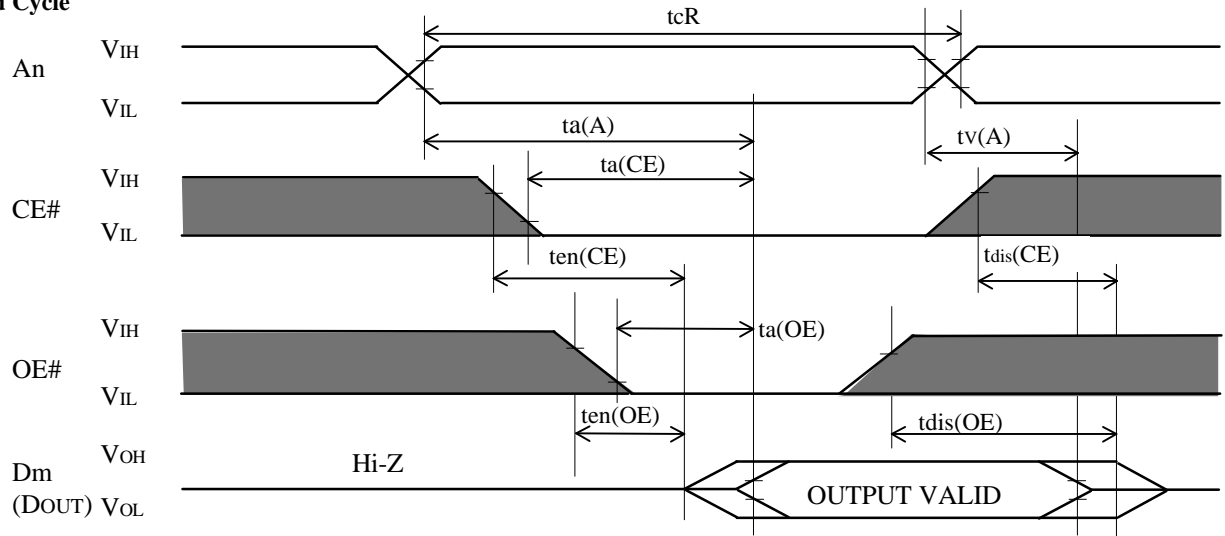 Cycle
tcR
An
VIH
VIL
ta(A)
tv(A)
ta(CE)
CE#
VIH
VIL
ten(CE)
tdis(CE)
OE#
VIH
VIL
ta(OE)
ten(OE)
tdis(OE)
Dm
(DOUT)
VOH
VOL
Hi-Z
OUTPUT VALID